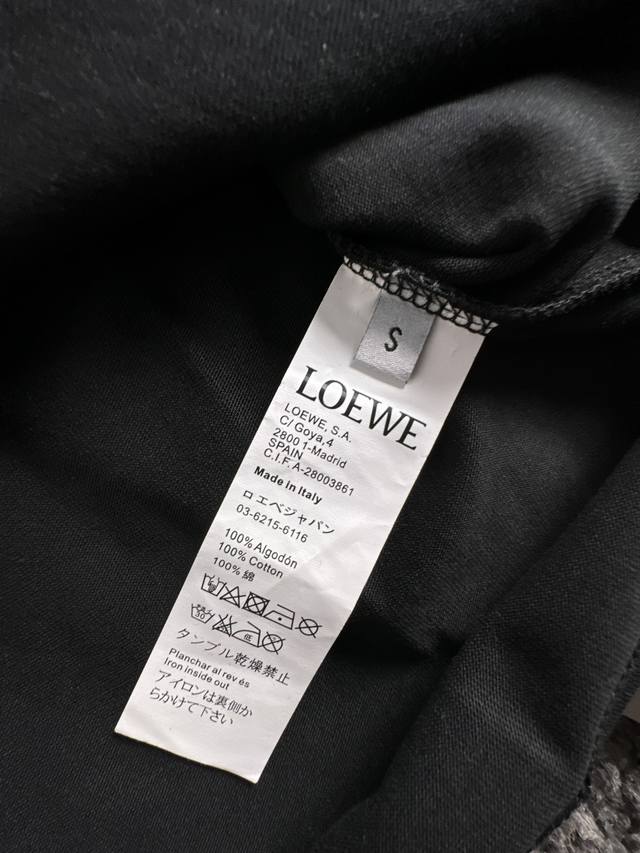 S
LOEWE
LOEWE, S.A.
C/ Goya,4
2800 1-Madrid
SPAIN
C.I.F. A-28003861
Made in Italy
ロエベジャパン
03-6215-6116
100% Algodón
100% Cotton
100% 綿
タンブル乾燥禁止
Planchar al rev és
Iron inside out
アイロンは裏側か
らかけて下さい